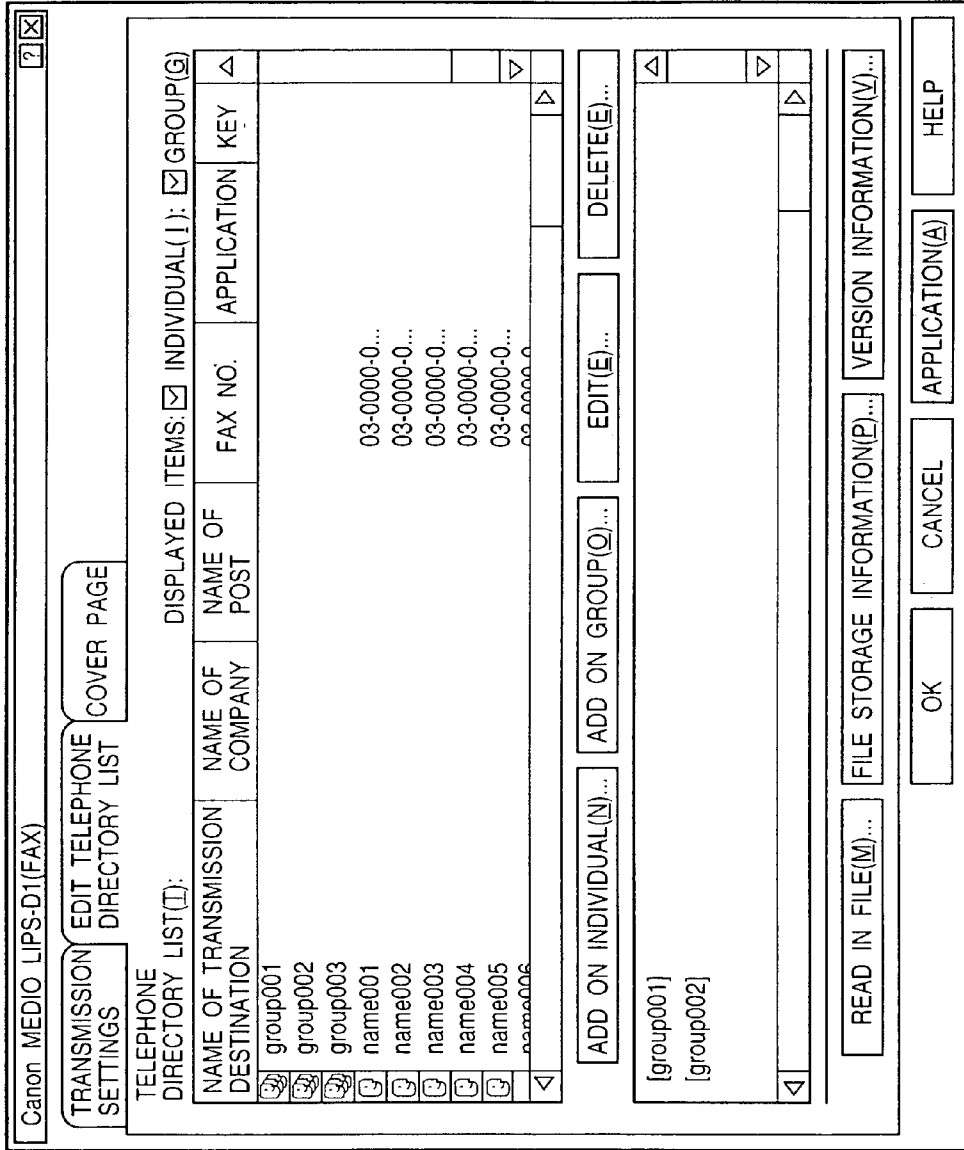 Canon MEDIO LIPS-D1(FAX)
? X
TRANSMISSION
SETTINGS
EDIT TELEPHONE
DIRECTORY LIST
COVER PAGE
TELEPHONE
DIRECTORY LIST(T):
DISPLAYED ITEMS: INDIVIDUAL(I): GROUP(G)
NAME OF TRANSMISSION
DESTINATION
NAME OF
COMPANY
NAME OF
POST
FAX NO.
APPLICATION
KEY
group001
group002
group003
name001 03-0000-0...
name002 03-0000-0...
name003 03-0000-0...
name004 03-0000-0...
name005 03-0000-0...
name006 03-0000-0
ADD ON INDIVIDUAL(N)...
ADD ON GROUP(O)...
EDIT(E)...
DELETE(E)...
[group001]
[group002]
READ IN FILE(M)...
FILE STORAGE INFORMATION(P)...
VERSION INFORMATION(V)...
OK
CANCEL
APPLICATION(A)
HELP